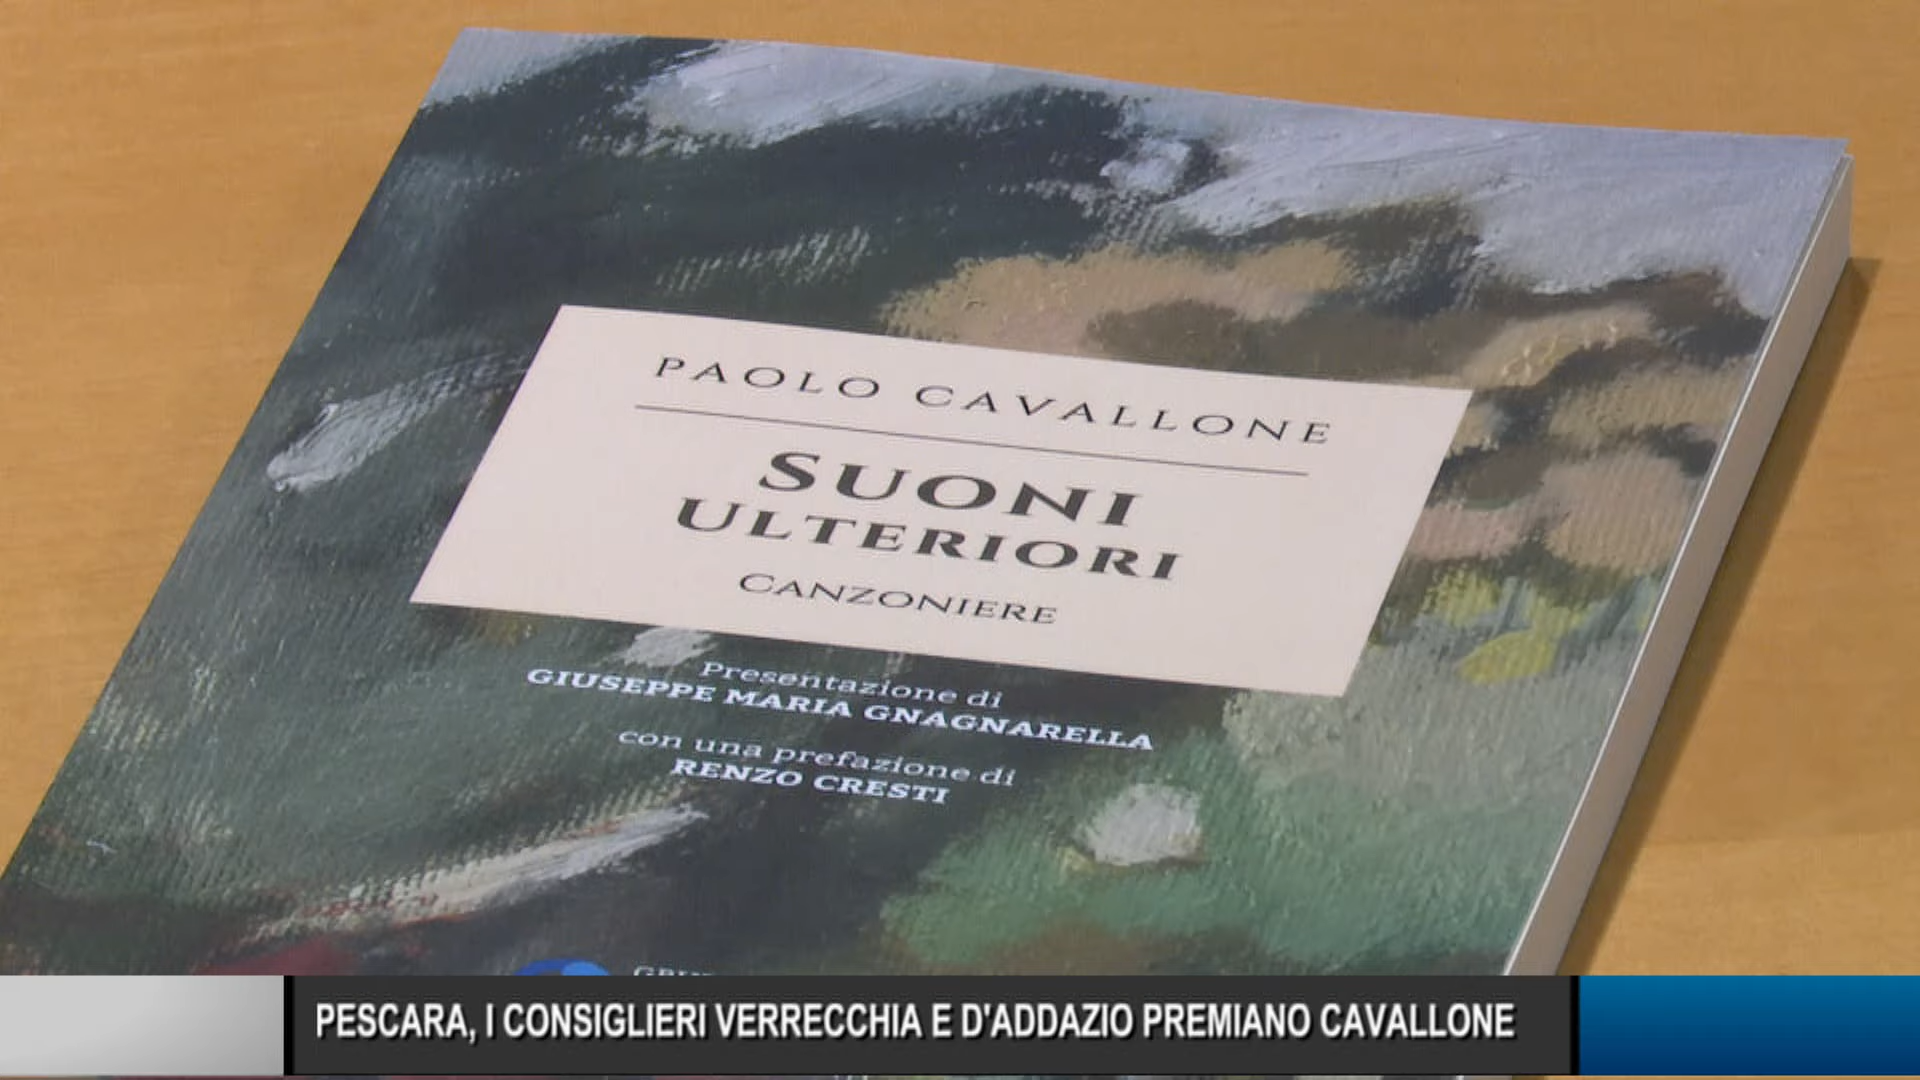 PAOLO CAVALLONE
SUONI
ULTERIORI
CANZONIERE
Presentazione di
GIUSEPPE MARIA GNAGNARELLA
con una prefazione di
RENZO CRESTI
PESCARA, I CONSIGLIERI VERRECCHIA E D'ADDAZIO PREMIANO CAVALLONE